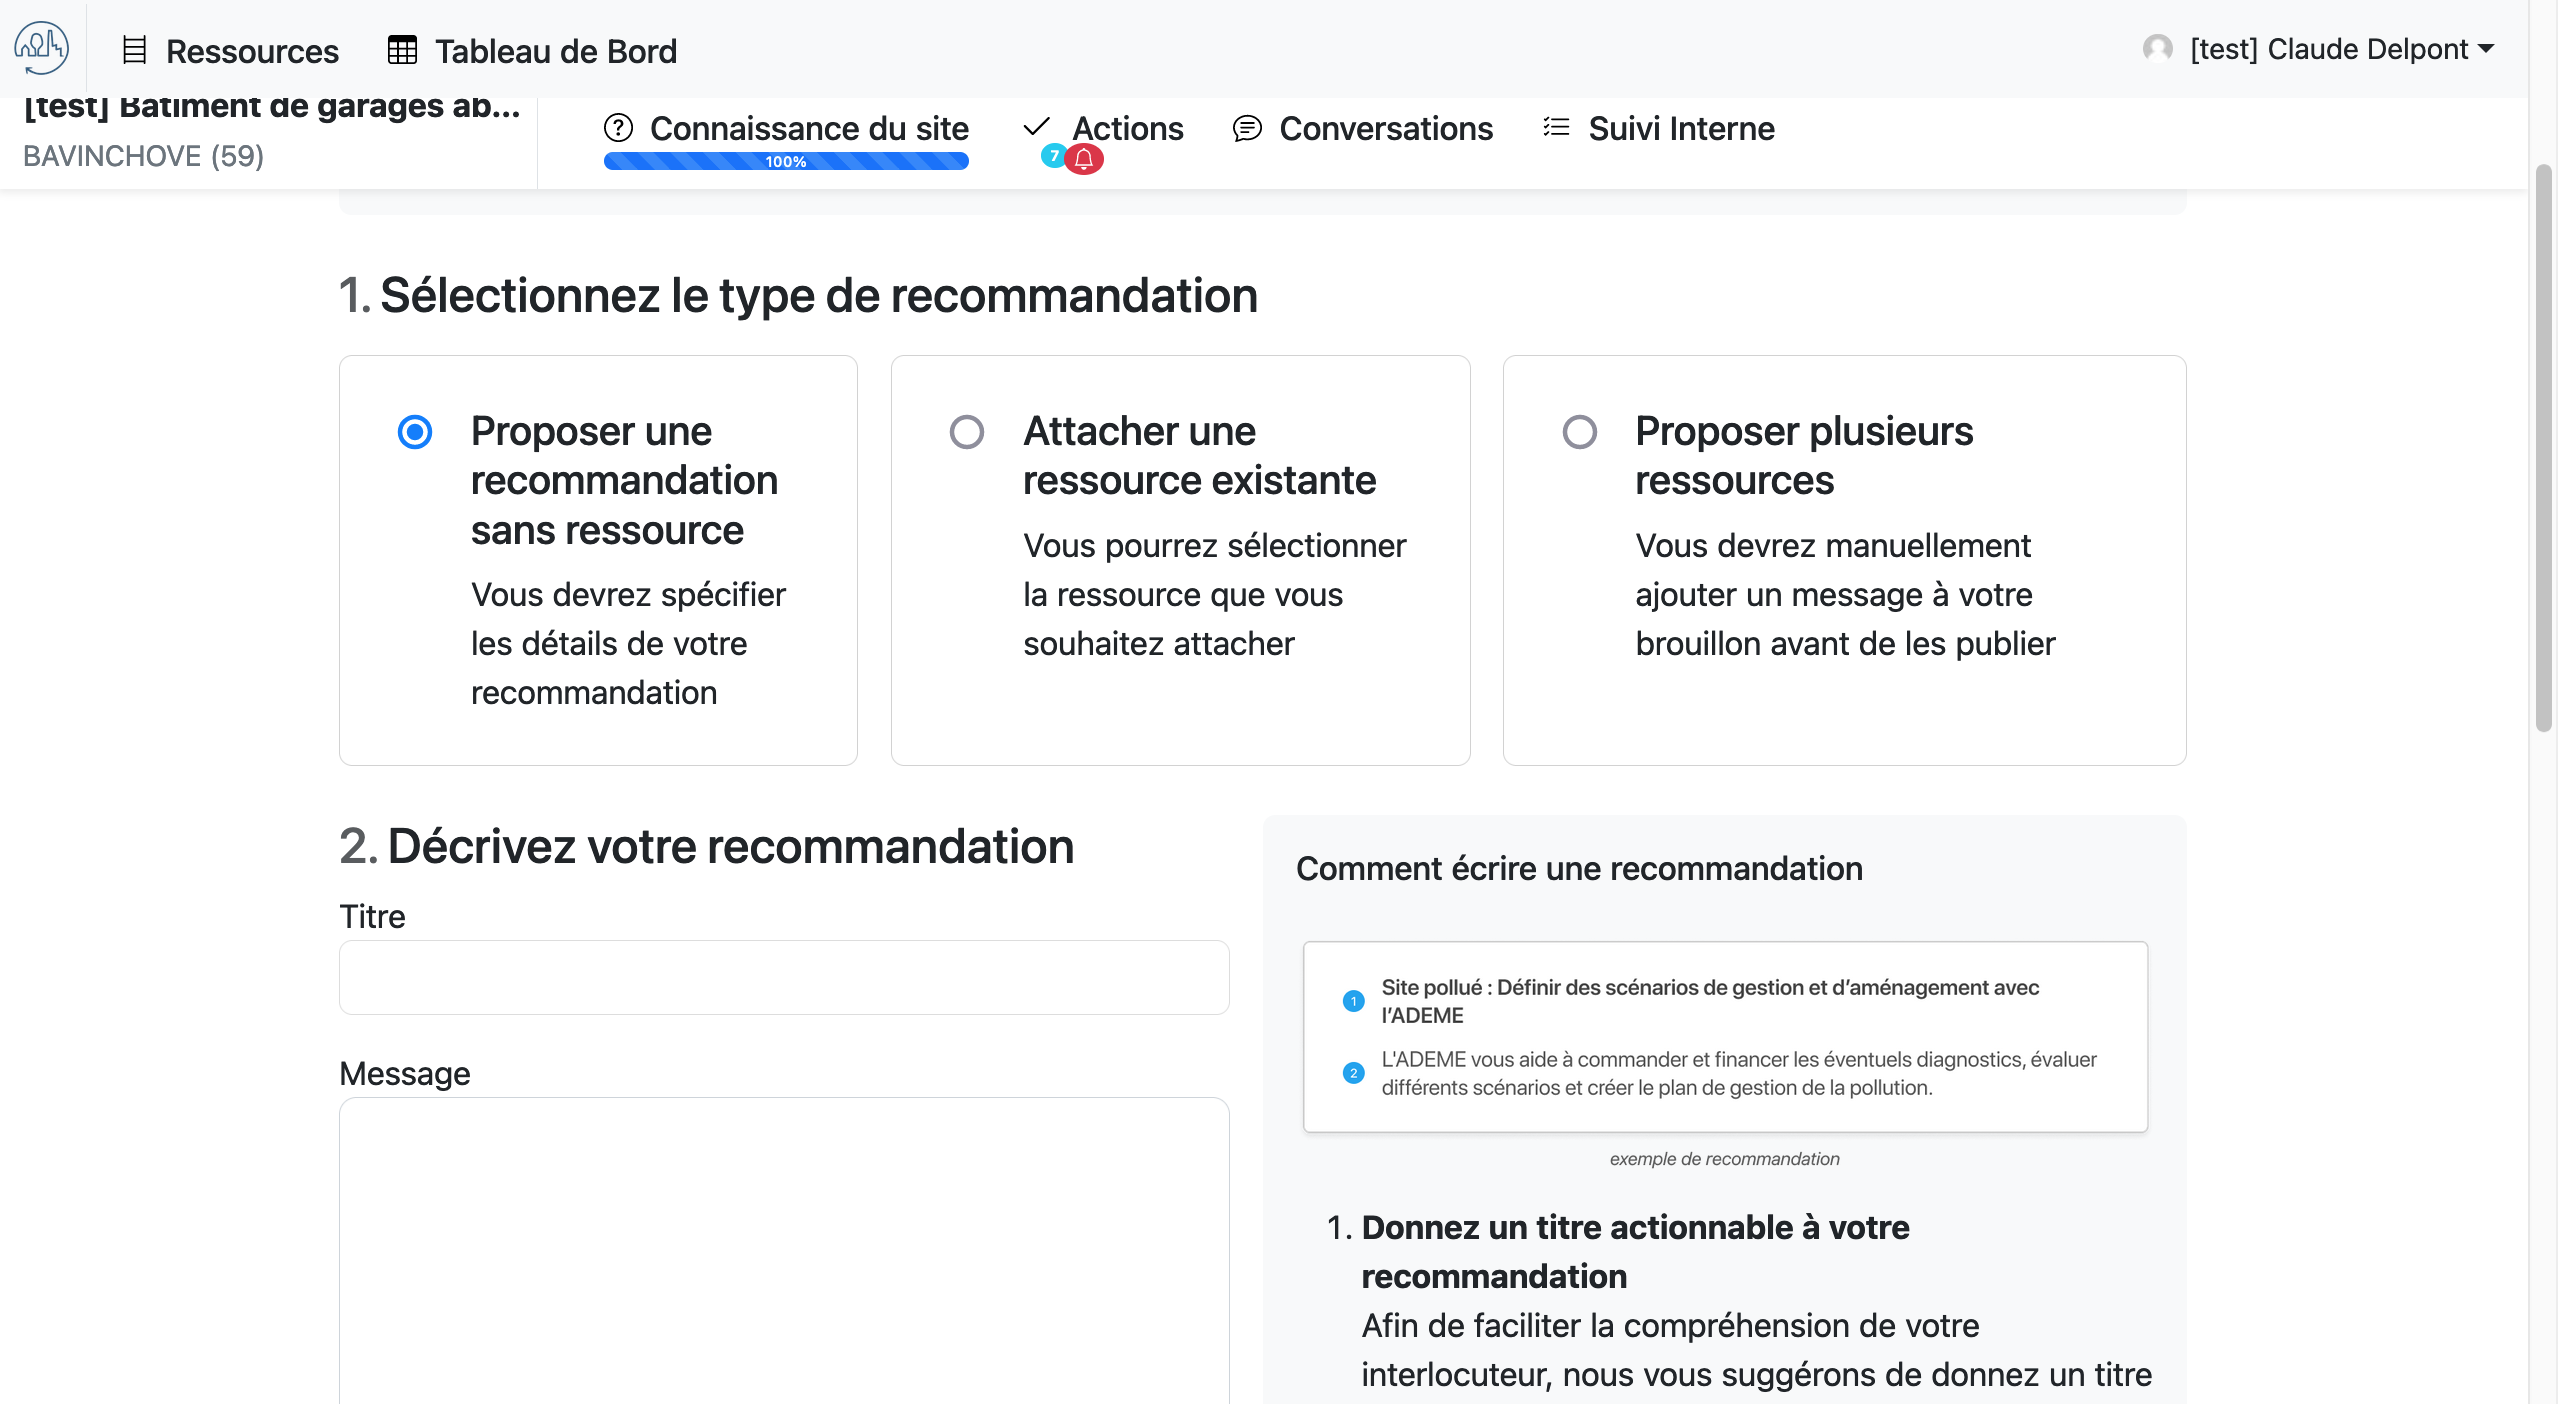 Ressources
Tableau de Bord
[test] Claude Delpont
[test] Bâtiment de garages ab...
BAVINCHOVE (59)
Connaissance du site
100%
Actions
7
Conversations
Suivi Interne
1. Sélectionnez le type de recommandation
Proposer une
recommandation
sans ressource
Vous devrez spécifier
les détails de votre
recommandation
Attacher une
ressource existante
Vous pourrez sélectionner
la ressource que vous
souhaitez attacher
Proposer plusieurs
ressources
Vous devrez manuellement
ajouter un message à votre
brouillon avant de les publier
2. Décrivez votre recommandation
Titre
Message
Comment écrire une recommandation
1
Site pollué : Définir des scénarios de gestion et d’aménagement avec
l’ADEME
2
L'ADEME vous aide à commander et financer les éventuels diagnostics, évaluer
différents scénarios et créer le plan de gestion de la pollution.
exemple de recommandation
1. Donnez un titre actionnable à votre
recommandation
Afin de faciliter la compréhension de votre
interlocuteur, nous vous suggérons de donnez un titre